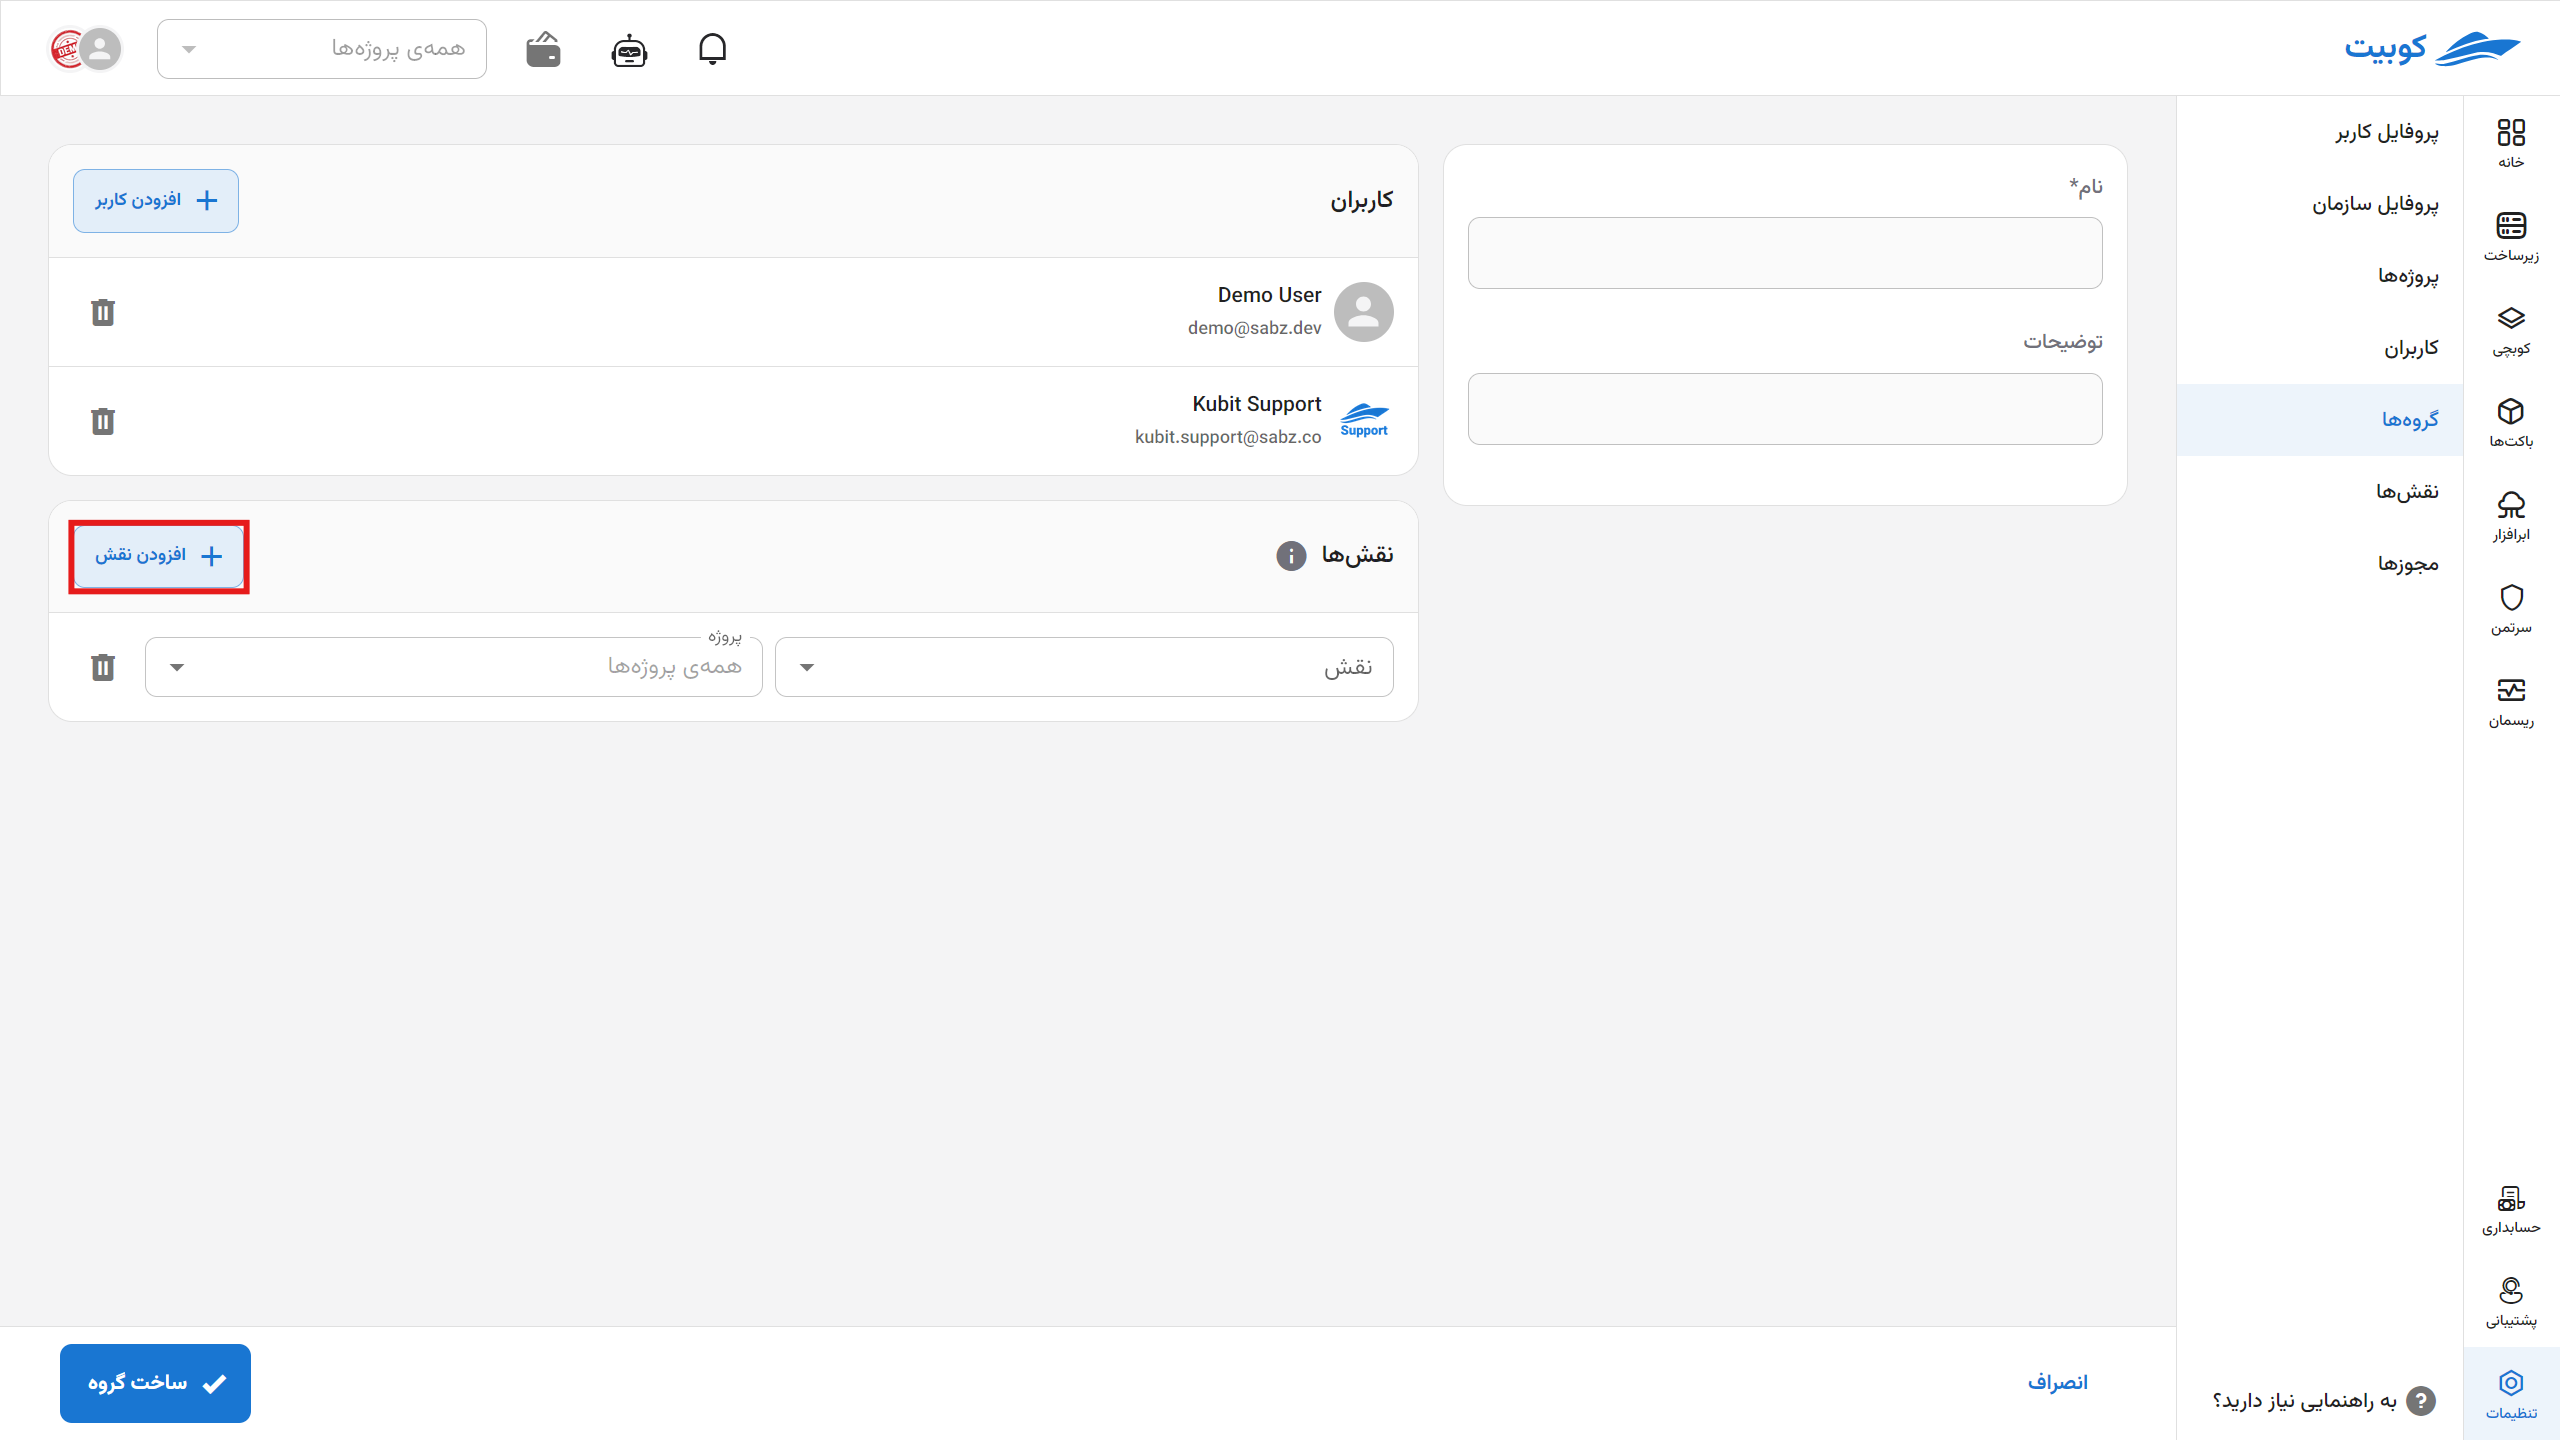 کوبیت
همه‌ی پروژه‌ها
خانه
زیرساخت
کوبچی
باکت‌ها
ابرافزار
سرتمن
ریسمان
حسابداری
پشتیبانی
تنظیمات
پروفایل کاربر
پروفایل سازمان
پروژه‌ها
کاربران
گروه‌ها
نقش‌ها
مجوزها
به راهنمایی نیاز دارید؟
نام*
توضیحات
کاربران
افزودن کاربر
Demo User
demo@sabz.dev
Kubit Support
kubit.support@sabz.co
Support
نقش‌ها
افزودن نقش
نقش
پروژه
همه‌ی پروژه‌ها
انصراف
ساخت گروه